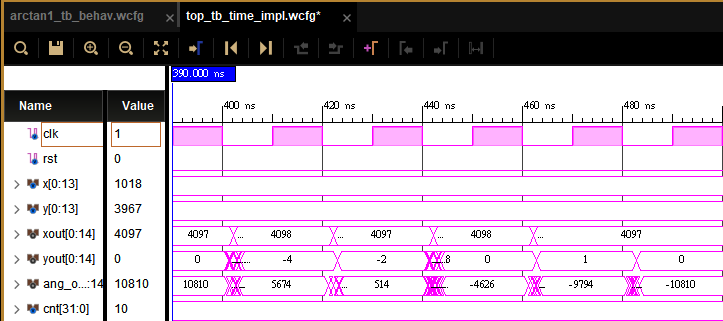 arctan1_tb_behav.wcfg × top_tb_time_impl.wcfg* ×
390.000 ns
Name Value 400 ns 420 ns 440 ns 460 ns 480 ns
clk 1
rst 0
x[0:13] 1018
y[0:13] 3967
xout[0:14] 4097 4097 ... 4098 ... 4097 ... 4098 ... 4097
yout[0:14] 0 0 -4 ... -2 8 0 ... 1 ... 0
ang_o...:14 10810 10810 ... 5674 ... 514 ... -4626 ... -9794 ... -10810
cnt[31:0] 10